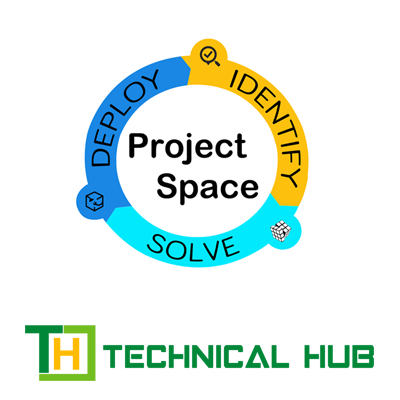 DEPLOY
IDENTIFY
Project
Space
SOLVE
TH TECHNICAL HUB